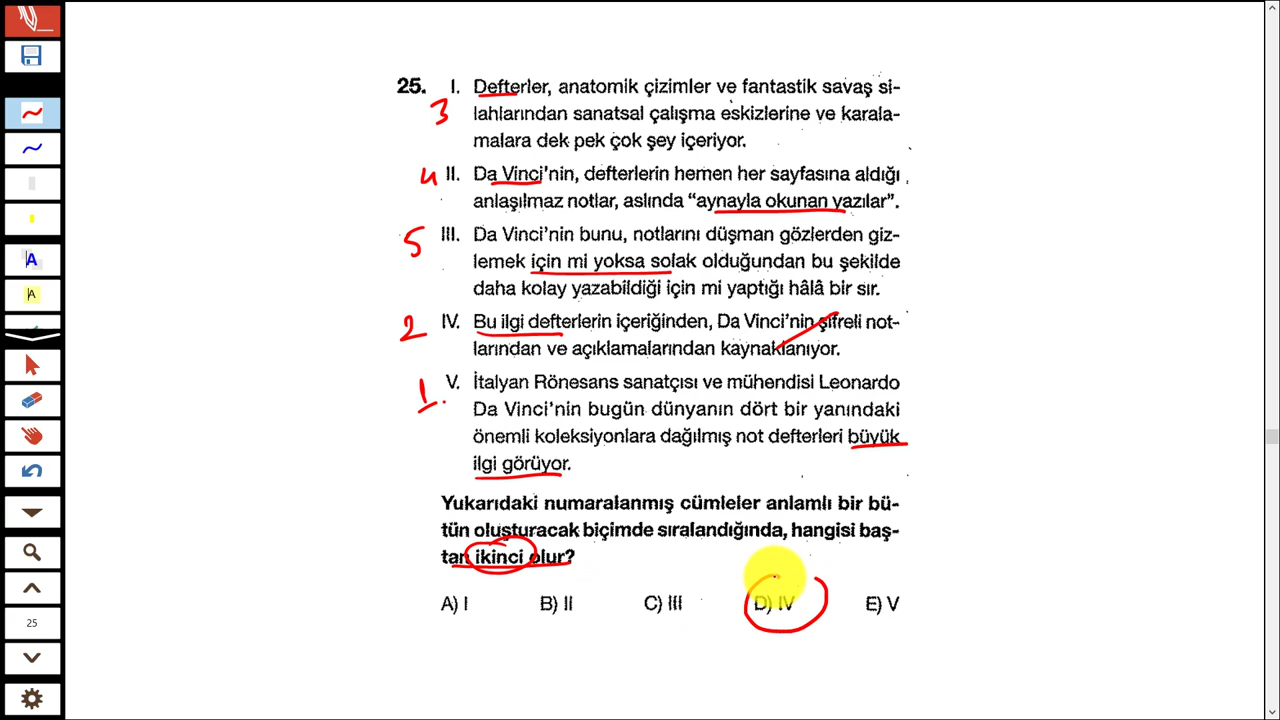 25. I. Defterler, anatomik çizimler ve fantastik savaş si-
3 lahlarından sanatsal çalışma eskizlerine ve karala-
malara dek pek çok şey içeriyor.
4 II. Da Vinci'nin, defterlerin hemen her sayfasına aldığı
anlaşılmaz notlar, aslında “aynayla okunan yazılar”.
5 III. Da Vinci'nin bunu, notlarını düşman gözlerden giz-
lemek için mi yoksa solak olduğundan bu şekilde
daha kolay yazabildiği için mi yaptığı hâlâ bir sır.
2 IV. Bu ilgi defterlerin içeriğinden, Da Vinci'nin şifreli not-
larından ve açıklamalarından kaynaklanıyor.
1. V. İtalyan Rönesans sanatçısı ve mühendisi Leonardo
Da Vinci'nin bugün dünyanın dört bir yanındaki
önemli koleksiyonlara dağılmış not defterleri büyük
ilgi görüyor.
Yukarıdaki numaralanmış cümleler anlamlı bir bü-
tün oluşturacak biçimde sıralandığında, hangisi baş-
tan ikinci olur?
A) I B) II C) III D) IV E) V
A
A
25